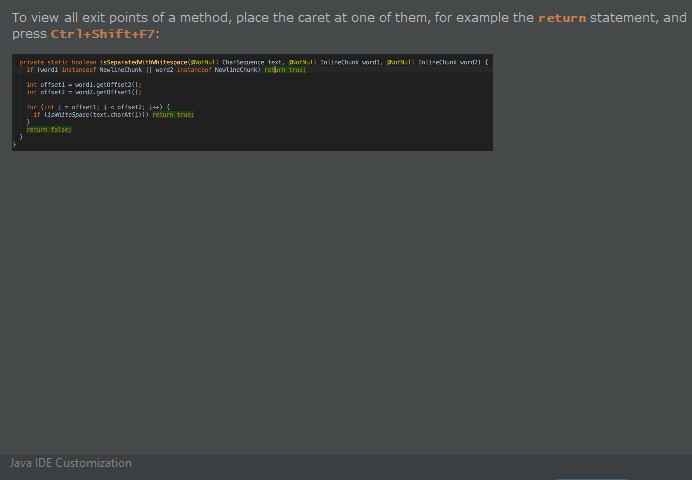 To view all exit points of a method, place the caret at one of them, for example the return statement, and
press Ctrl+Shift+F7:
private static boolean isSeparatedWithWhitespace(@NotNull CharSequence text, @NotNull InlineChunk word1, @NotNull InlineChunk word2) {
if (word1 instanceof NewlineChunk || word2 instanceof NewlineChunk) return true;
int offset1 = word1.getOffset2();
int offset2 = word2.getOffset1();
for (int i = offset1; i < offset2; i++) {
if (isWhiteSpace(text.charAt(i))) return true;
}
return false;
}
}
Java IDE Customization